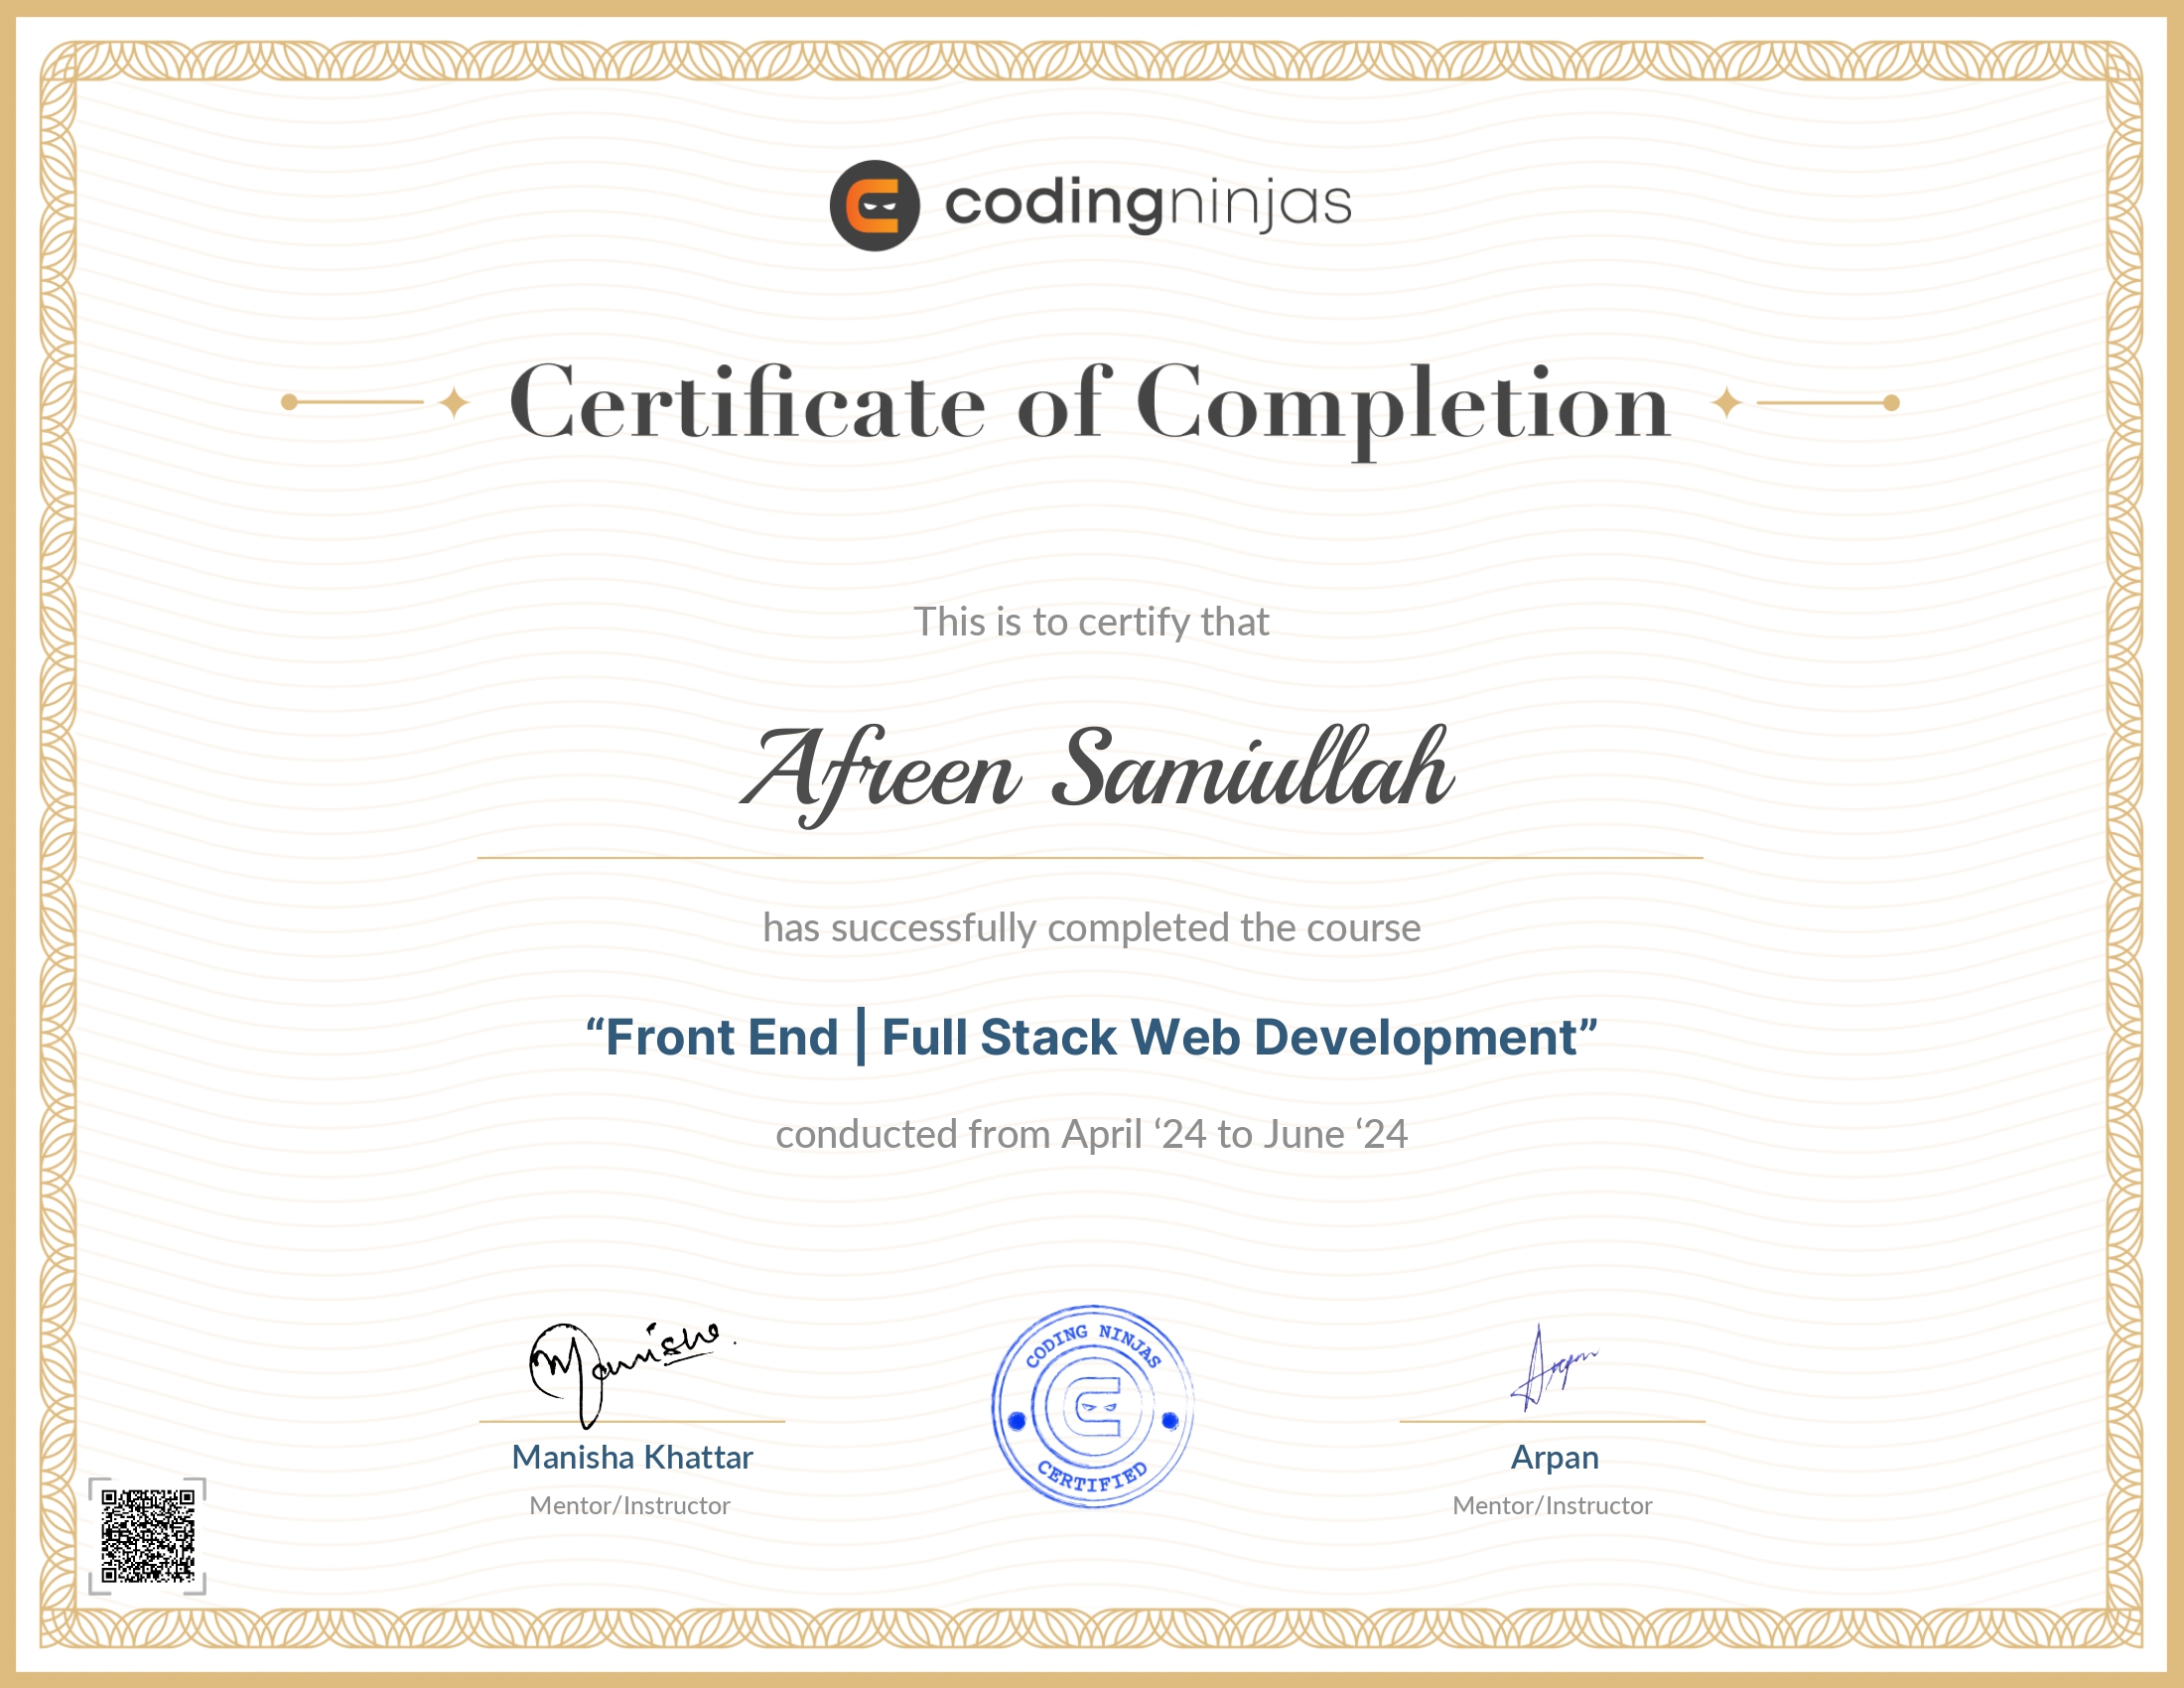 codingninjas
Certificate of Completion
This is to certify that
Afreen Samiullah
has successfully completed the course
“Front End | Full Stack Web Development”
conducted from April ‘24 to June ‘24
Manisha.
CODING NINJAS
CERTIFIED
Arpan
Manisha Khattar
Arpan
Mentor/Instructor
Mentor/Instructor